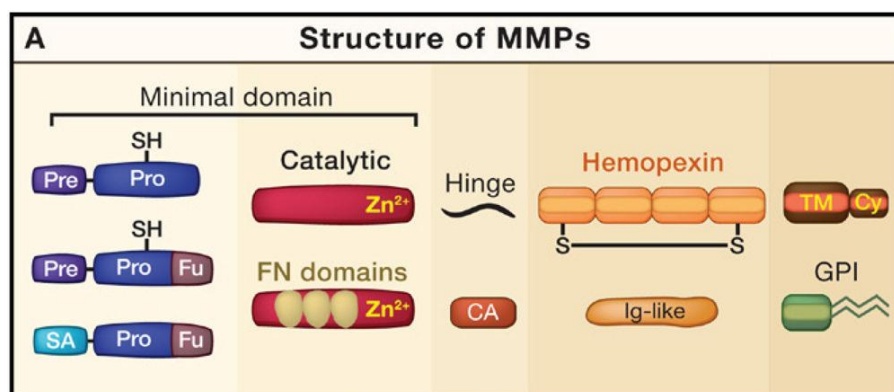 A
Structure of MMPs
Minimal domain
SH
Pre
Pro
SH
Pre
Pro
Fu
SA
Pro
Fu
Catalytic
Zn²⁺
FN domains
Zn²⁺
Hinge
CA
Hemopexin
S
S
Ig-like
TM
Cy
GPI